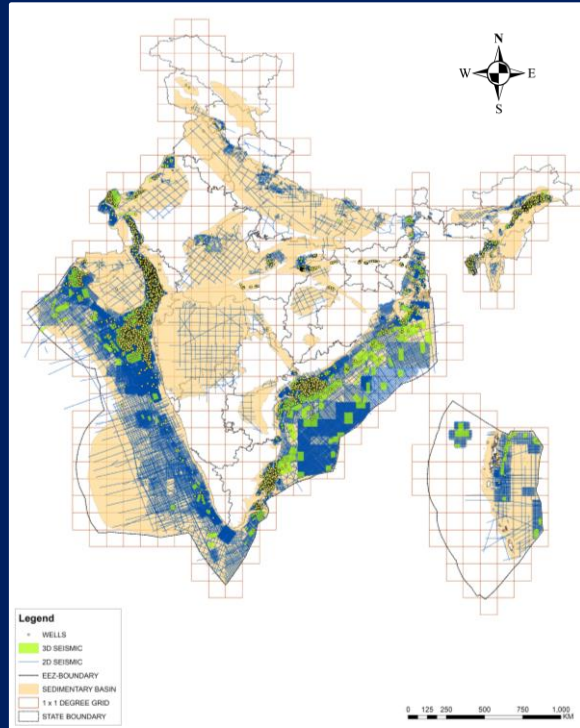 N
W E
S
Legend
WELLS
3D SEISMIC
2D SEISMIC
EEZ-BOUNDARY
SEDIMENTARY BASIN
1 x 1 DEGREE GRID
STATE BOUNDARY
0 125 250 500 750 1,000
KM